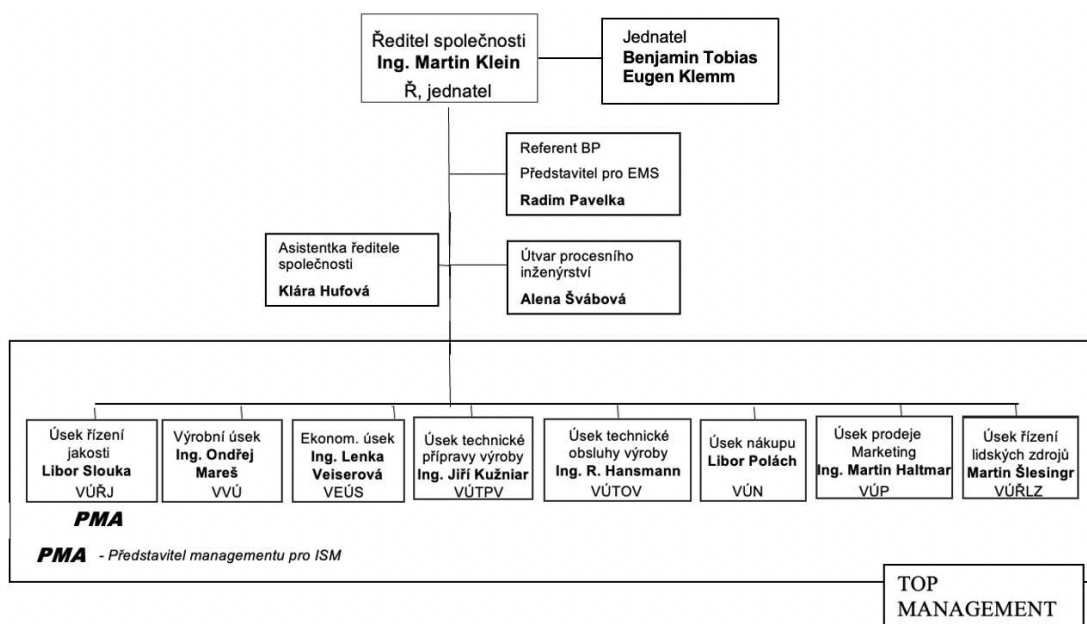 Ředitel společnosti
Ing. Martin Klein
Ř, jednatel
Jednatel
Benjamin Tobias
Eugen Klemm
Referent BP
Představitel pro EMS
Radim Pavelka
Asistentka ředitele
společnosti
Klára Hufová
Útvar procesního
inženýrství
Alena Švábová
Úsek řízení
jakosti
Libor Slouka
VÚŘJ
Výrobní úsek
Ing. Ondřej
Mareš
VVÚ
Ekonom. úsek
Ing. Lenka
Veiserová
VEÚS
Úsek technické
přípravy výroby
Ing. Jiří Kužniar
VÚTPV
Úsek technické
obsluhy výroby
Ing. R. Hansmann
VÚTOV
Úsek nákupu
Libor Polách
VÚN
Úsek prodeje
Marketing
Ing. Martin Haltmar
VÚP
Úsek řízení
lidských zdrojů
Martin Šlesingr
VÚŘLZ
PMA
PMA - Představitel managementu pro ISM
TOP
MANAGEMENT